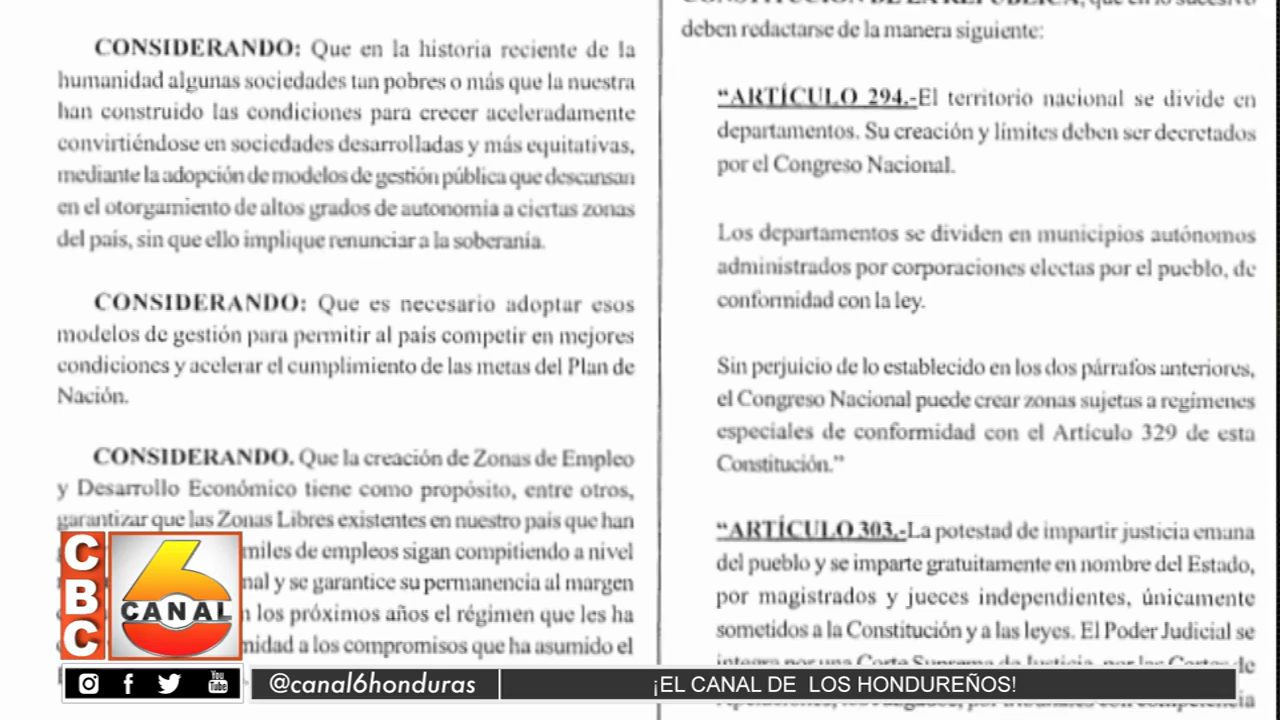 CONSIDERANDO: Que en la historia reciente de la
humanidad algunas sociedades tan pobres o más que la nuestra
han construido las condiciones para crecer aceleradamente
convirtiéndose en sociedades desarrolladas y más equitativas,
mediante la adopción de modelos de gestión pública que descansan
en el otorgamiento de altos grados de autonomía a ciertas zonas
del país, sin que ello implique renunciar a la soberanía.
CONSIDERANDO: Que es necesario adoptar esos
modelos de gestión para permitir al país competir en mejores
condiciones y acelerar el cumplimiento de las metas del Plan de
Nación.
CONSIDERANDO. Que la creación de Zonas de Empleo
y Desarrollo Económico tiene como propósito, entre otros,
garantizar que las Zonas Libres existentes en nuestro país que han
miles de empleos sigan compitiendo a nivel
nal y se garantice su permanencia al margen
n los próximos años el régimen que les ha
midad a los compromisos que ha asumido el
deben redactarse de la manera siguiente:
“ARTÍCULO 294.-El territorio nacional se divide en
departamentos. Su creación y límites deben ser decretados
por el Congreso Nacional.
Los departamentos se dividen en municipios autónomos
administrados por corporaciones electas por el pueblo, de
conformidad con la ley.
Sin perjuicio de lo establecido en los dos párrafos anteriores,
el Congreso Nacional puede crear zonas sujetas a regímenes
especiales de conformidad con el Artículo 329 de esta
Constitución.”
“ARTÍCULO 303.-La potestad de impartir justicia emana
del pueblo y se imparte gratuitamente en nombre del Estado,
por magistrados y jueces independientes, únicamente
sometidos a la Constitución y a las leyes. El Poder Judicial se
CBC
6
CANAL
You Tube
@canal6honduras
¡EL CANAL DE LOS HONDUREÑOS!